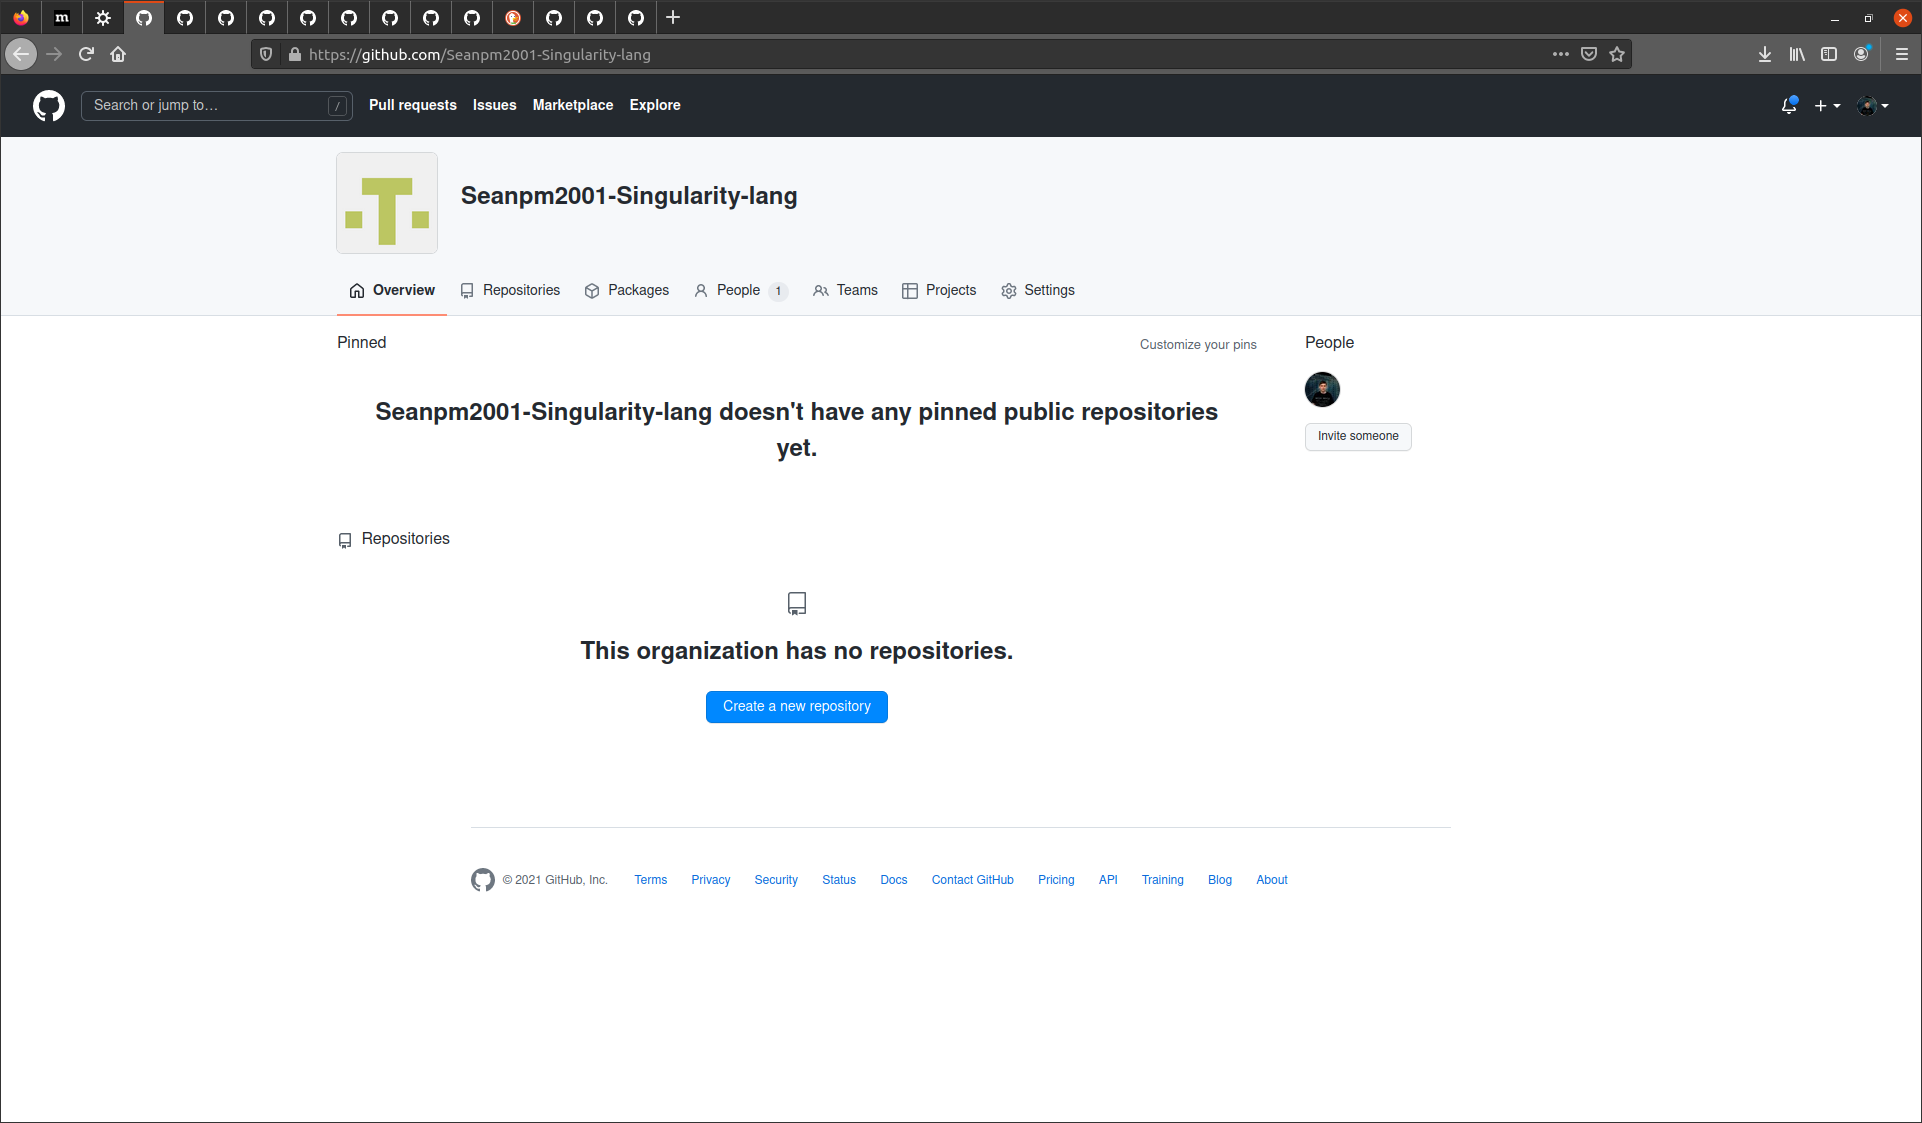 m
https://github.com/Seanpm2001-Singularity-lang
Search or jump to…
/
Pull requests
Issues
Marketplace
Explore
Seanpm2001-Singularity-lang
Overview
Repositories
Packages
People 1
Teams
Projects
Settings
Pinned
Customize your pins
People
Seanpm2001-Singularity-lang doesn't have any pinned public repositories
yet.
Invite someone
Repositories
This organization has no repositories.
Create a new repository
© 2021 GitHub, Inc.
Terms
Privacy
Security
Status
Docs
Contact GitHub
Pricing
API
Training
Blog
About